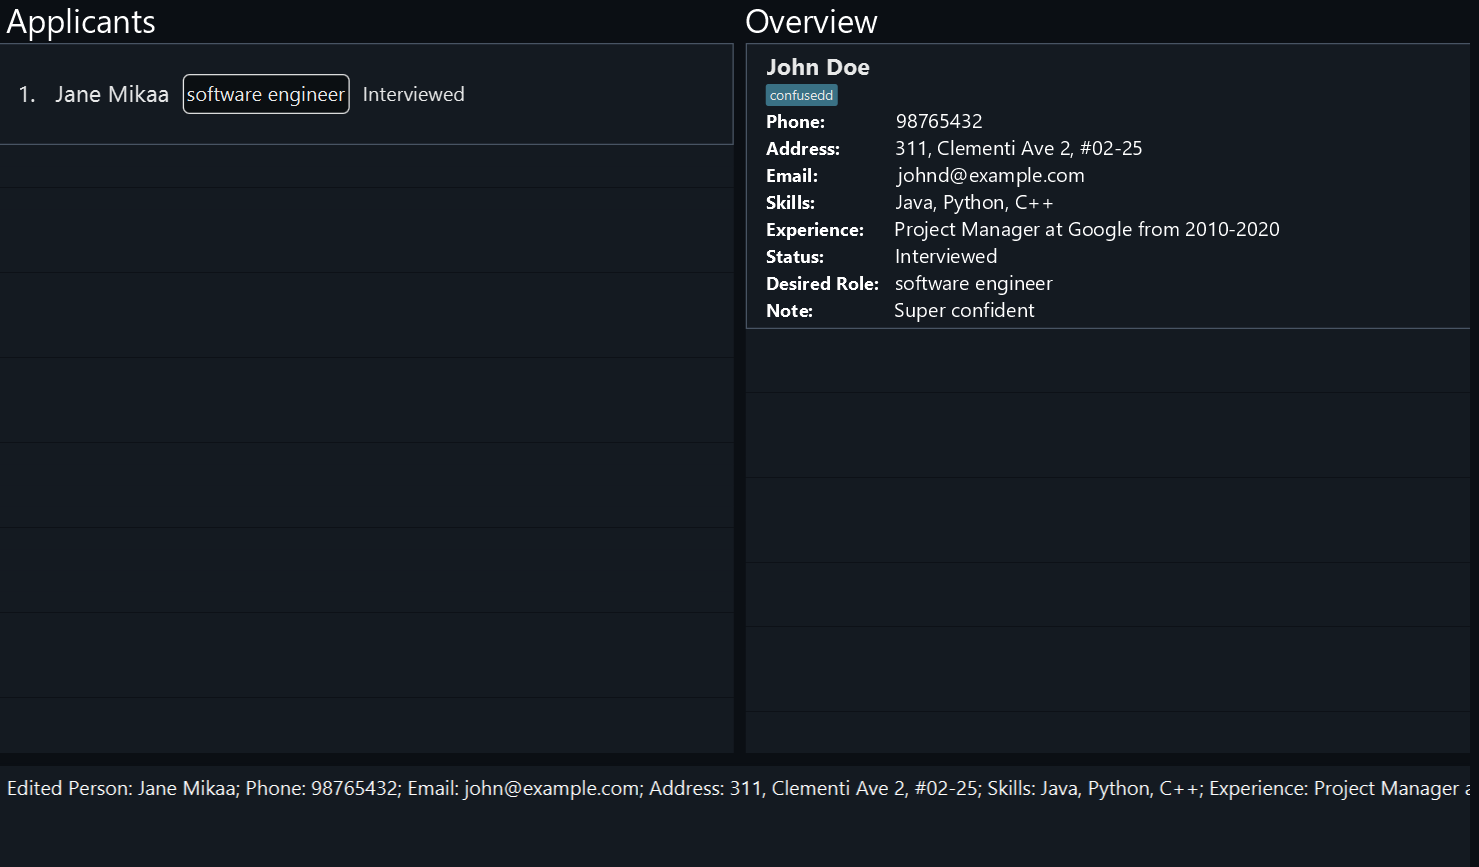 Applicants
1. Jane Mikaa software engineer Interviewed
Overview
John Doe
confusedd
Phone: 98765432
Address: 311, Clementi Ave 2, #02-25
Email: johnd@example.com
Skills: Java, Python, C++
Experience: Project Manager at Google from 2010-2020
Status: Interviewed
Desired Role: software engineer
Note: Super confident
Edited Person: Jane Mikaa; Phone: 98765432; Email: john@example.com; Address: 311, Clementi Ave 2, #02-25; Skills: Java, Python, C++; Experience: Project Manager